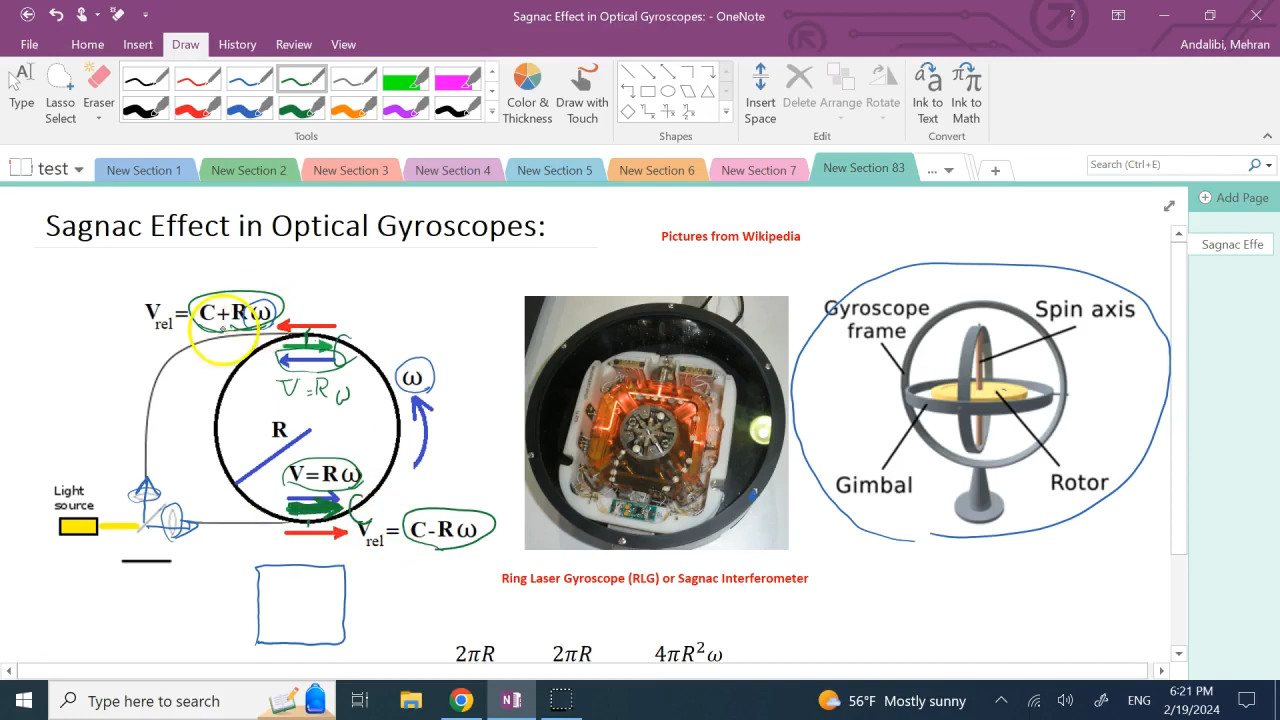 Sagnac Effect in Optical Gyroscopes: - OneNote
?
File
Home
Insert
Draw
History
Review
View
Andalibi, Mehran
Type
Lasso Select
Eraser
Color & Thickness
Draw with Touch
Insert Space
Delete
Arrange
Rotate
Ink to Text
Ink to Math
Tools
Shapes
Edit
Convert
test
New Section 1
New Section 2
New Section 3
New Section 4
New Section 5
New Section 6
New Section 7
New Section 83
...
Search (Ctrl+E)
Add Page
Sagnac Effe
Sagnac Effect in Optical Gyroscopes:
Pictures from Wikipedia
Vrel= C+Rω
C
V=Rω
ω
R
V=Rω
C
Vrel= C-Rω
Light source
Gyroscope frame
Spin axis
Gimbal
Rotor
Ring Laser Gyroscope (RLG) or Sagnac Interferometer
2πR 2πR 4πR²ω
Type here to search
56°F Mostly sunny
ENG
6:21 PM
2/19/2024